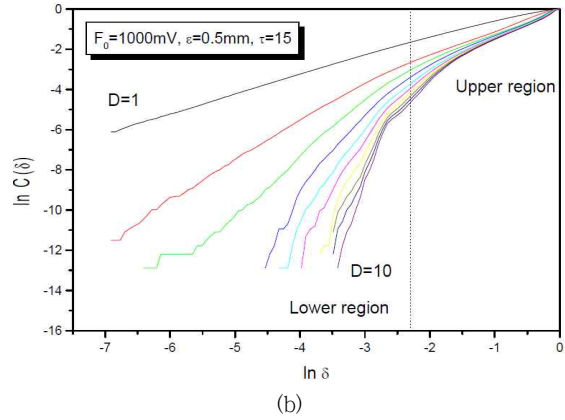 F₀=1000mV, ε=0.5mm, τ=15
D=1
Upper region
D=10
Lower region
0
-2
-4
-6
-8
-10
-12
-14
-16
ln C (δ)
-7 -6 -5 -4 -3 -2 -1 0
ln δ
(b)